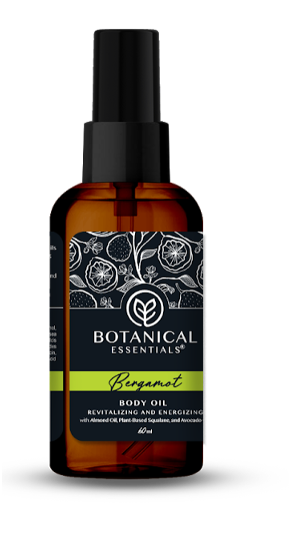 BOTANICAL
ESSENTIALS®
Bergamot
BODY OIL
REVITALIZING AND ENERGIZING
with Almond Oil, Plant-Based Squalane, and Avocado
60 ml